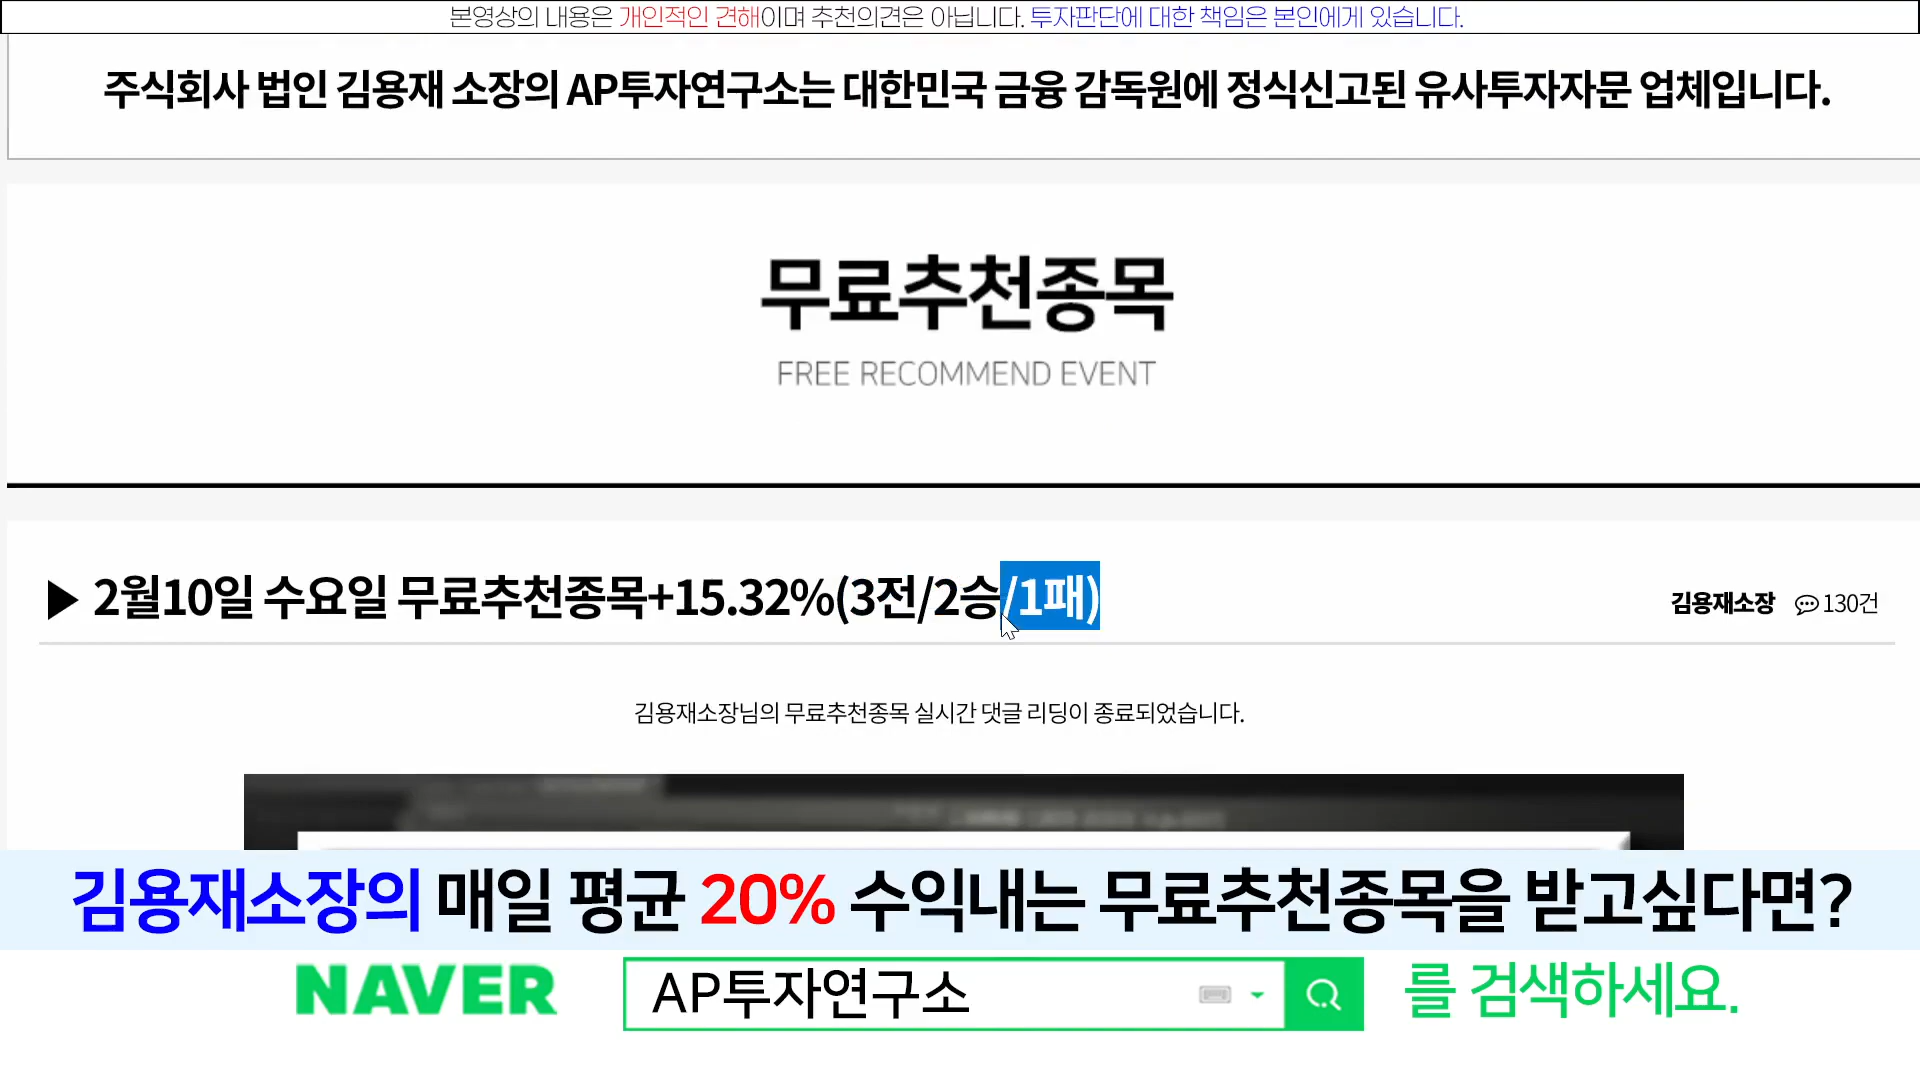 본영상의 내용은 개인적인 견해이며 추천의견은 아닙니다. 투자판단에 대한 책임은 본인에게 있습니다.
주식회사 법인 김용재 소장의 AP투자연구소는 대한민국 금융 감독원에 정식신고된 유사투자자문 업체입니다.
무료추천종목
FREE RECOMMEND EVENT
▶ 2월10일 수요일 무료추천종목+15.32%(3전/2승/1패)
김용재소장 130건
김용재소장님의 무료추천종목 실시간 댓글 리딩이 종료되었습니다.
김용재소장의 매일 평균 20% 수익내는 무료추천종목을 받고싶다면?
NAVER AP투자연구소 를 검색하세요.